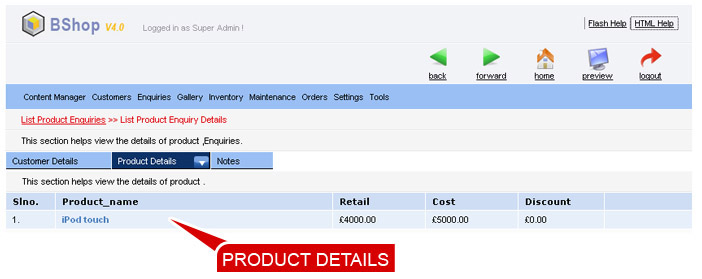 BShop V4.0
Logged in as Super Admin !
Flash Help HTML Help
back forward home preview logout
Content Manager Customers Enquiries Gallery Inventory Maintenance Orders Settings Tools
List Product Enquiries >> List Product Enquiry Details
This section helps view the details of product ,Enquiries.
Customer Details Product Details Notes
This section helps view the details of product .
Slno. Product_name Retail Cost Discount
1. iPod touch £4000.00 £5000.00 £0.00
PRODUCT DETAILS